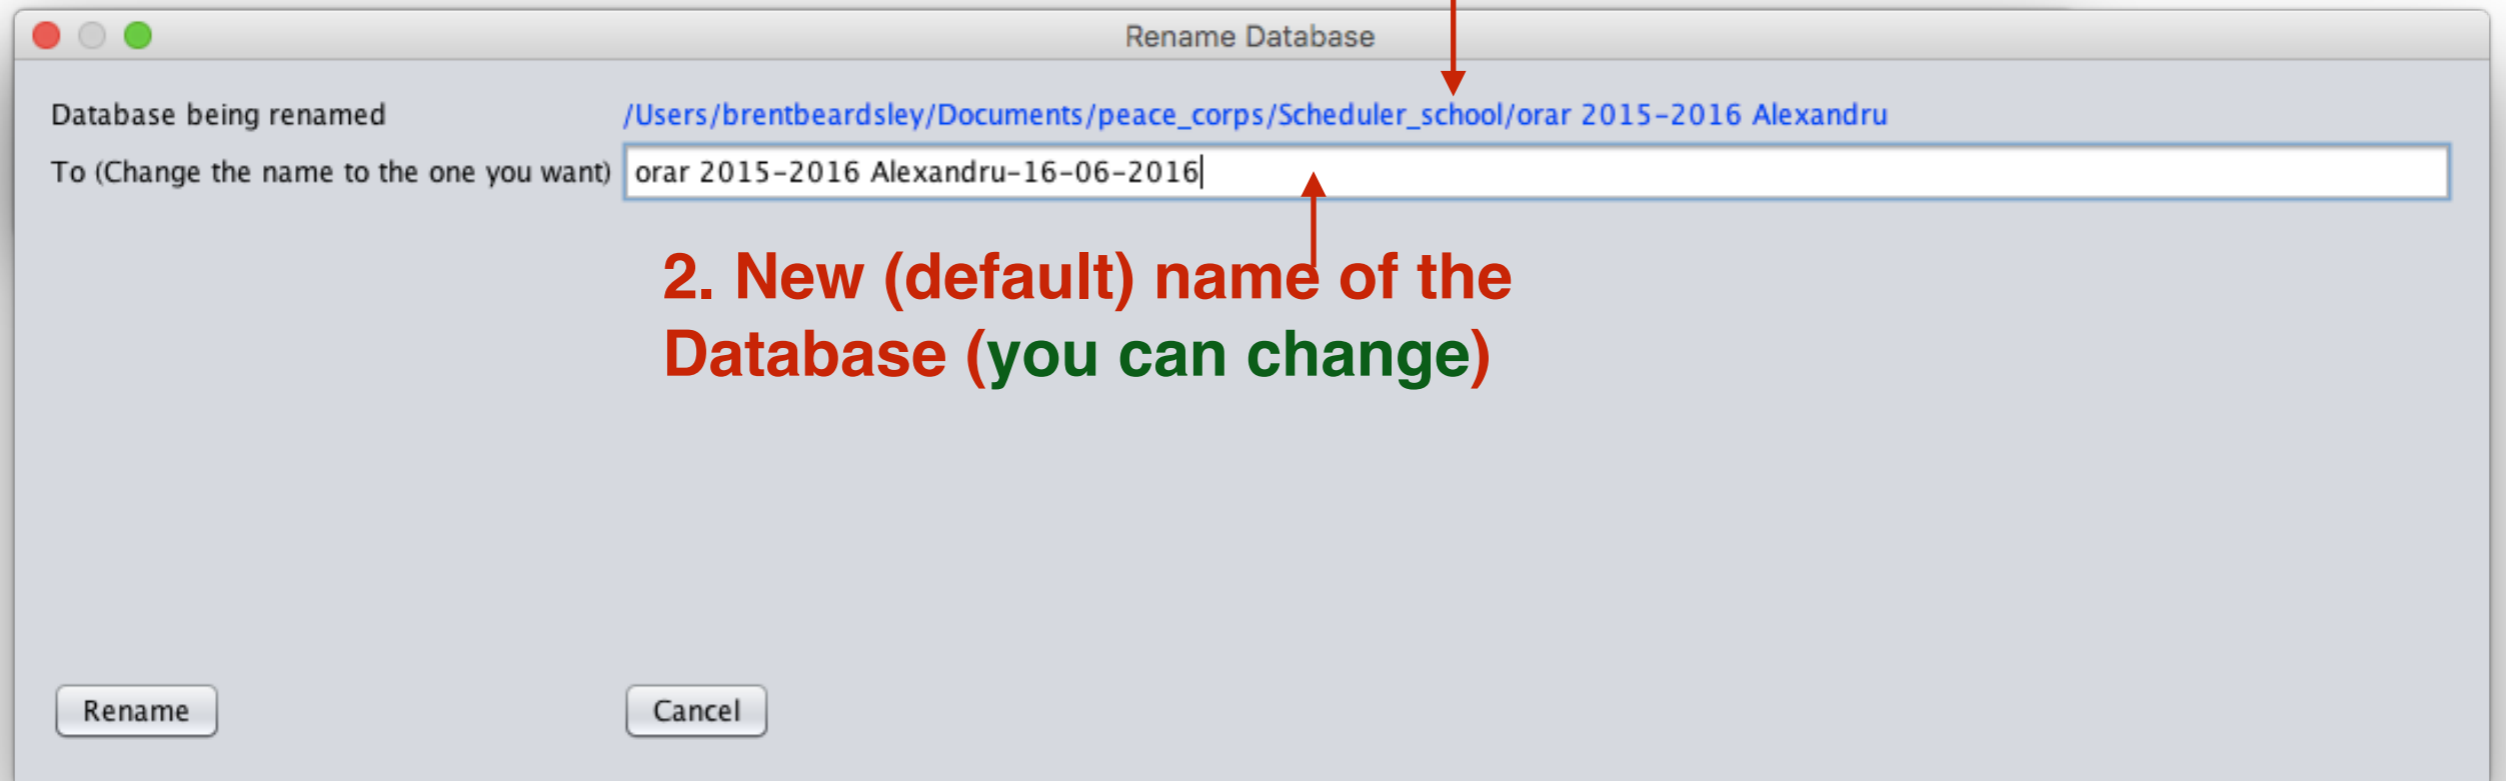 Rename Database
Database being renamed /Users/brentbeardsley/Documents/peace_corps/Scheduler_school/orar 2015-2016 Alexandru
To (Change the name to the one you want) orar 2015-2016 Alexandru-16-06-2016
2. New (default) name of the
Database (you can change)
Rename Cancel